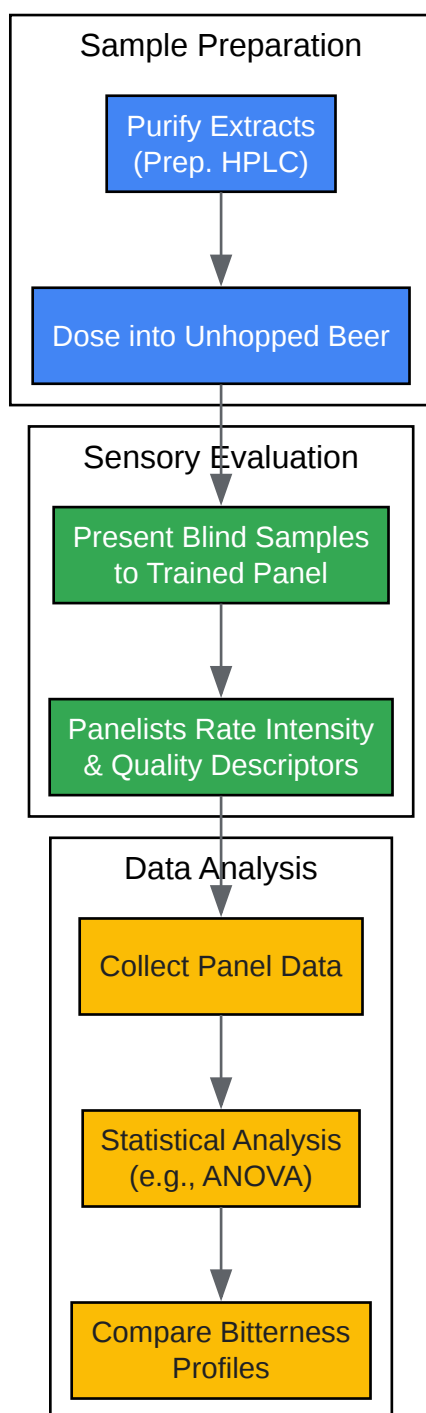 Sample Preparation
Purify Extracts
(Prep. HPLC)
Dose into Unhopped Beer
Sensory Evaluation
Present Blind Samples
to Trained Panel
Panelists Rate Intensity
& Quality Descriptors
Data Analysis
Collect Panel Data
Statistical Analysis
(e.g., ANOVA)
Compare Bitterness
Profiles